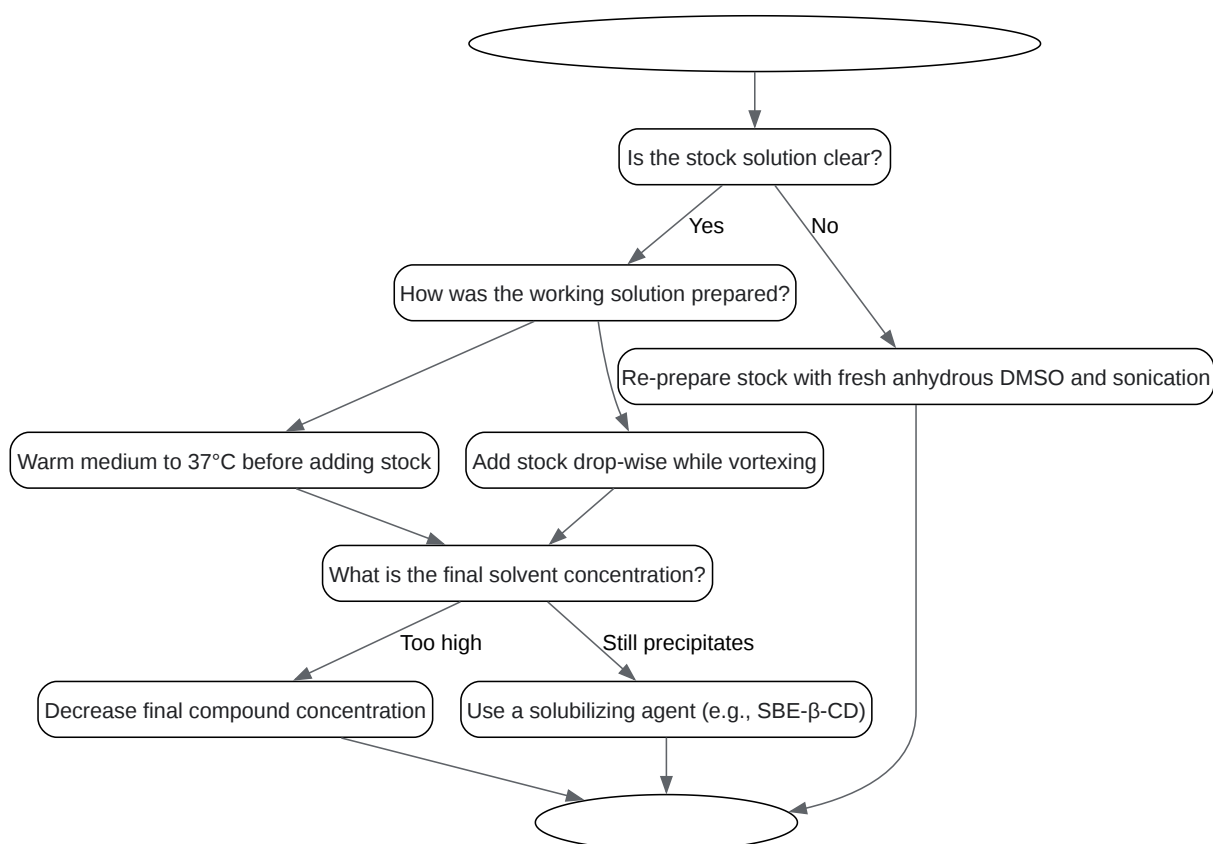 Is the stock solution clear?
Yes
No
How was the working solution prepared?
Re-prepare stock with fresh anhydrous DMSO and sonication
Warm medium to 37°C before adding stock
Add stock drop-wise while vortexing
What is the final solvent concentration?
Too high
Still precipitates
Decrease final compound concentration
Use a solubilizing agent (e.g., SBE-β-CD)